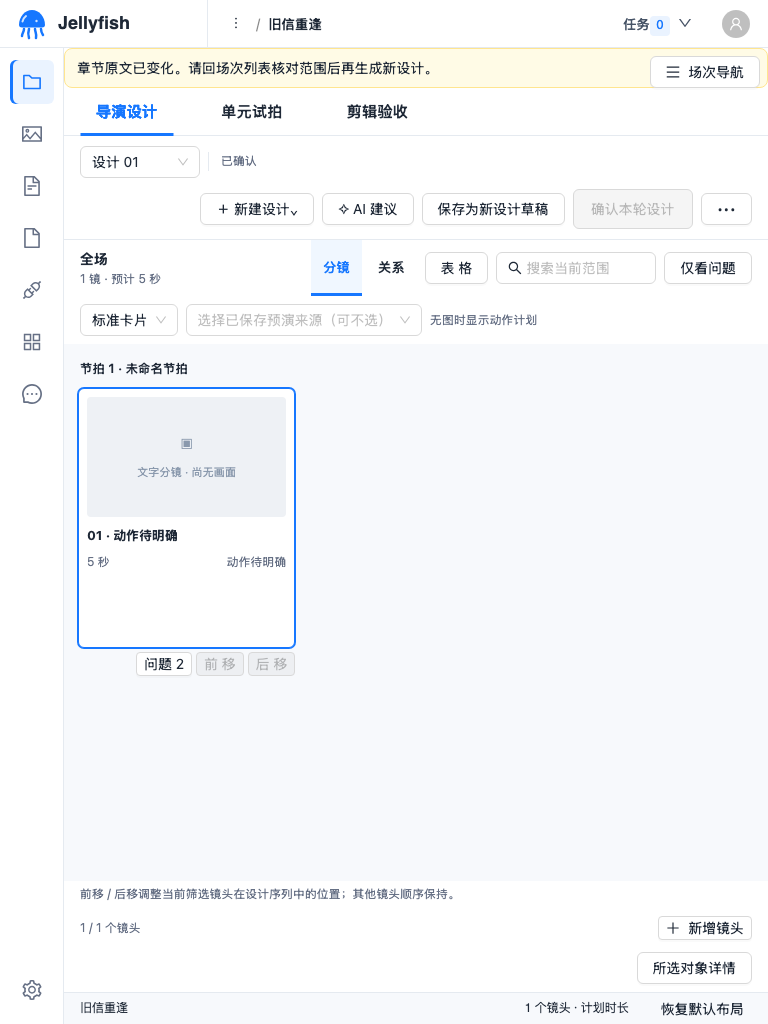 Jellyfish
/ 旧信重逢
任务 0
章节原文已变化。请回场次列表核对范围后再生成新设计。
场次导航
导演设计 单元试拍 剪辑验收
设计 01 已确认
新建设计 AI 建议 保存为新设计草稿 确认本轮设计 ···
全场
1 镜 · 预计 5 秒
分镜 关系 表 格 搜索当前范围 仅看问题
标准卡片 选择已保存预演来源（可不选） 无图时显示动作计划
节拍 1 · 未命名节拍
文字分镜 · 尚无画面
01 · 动作待明确
5 秒 动作待明确
问题 2 前 移 后 移
前移 / 后移调整当前筛选镜头在设计序列中的位置；其他镜头顺序保持。
1 / 1 个镜头
新增镜头
所选对象详情
旧信重逢 1 个镜头 · 计划时长 恢复默认布局